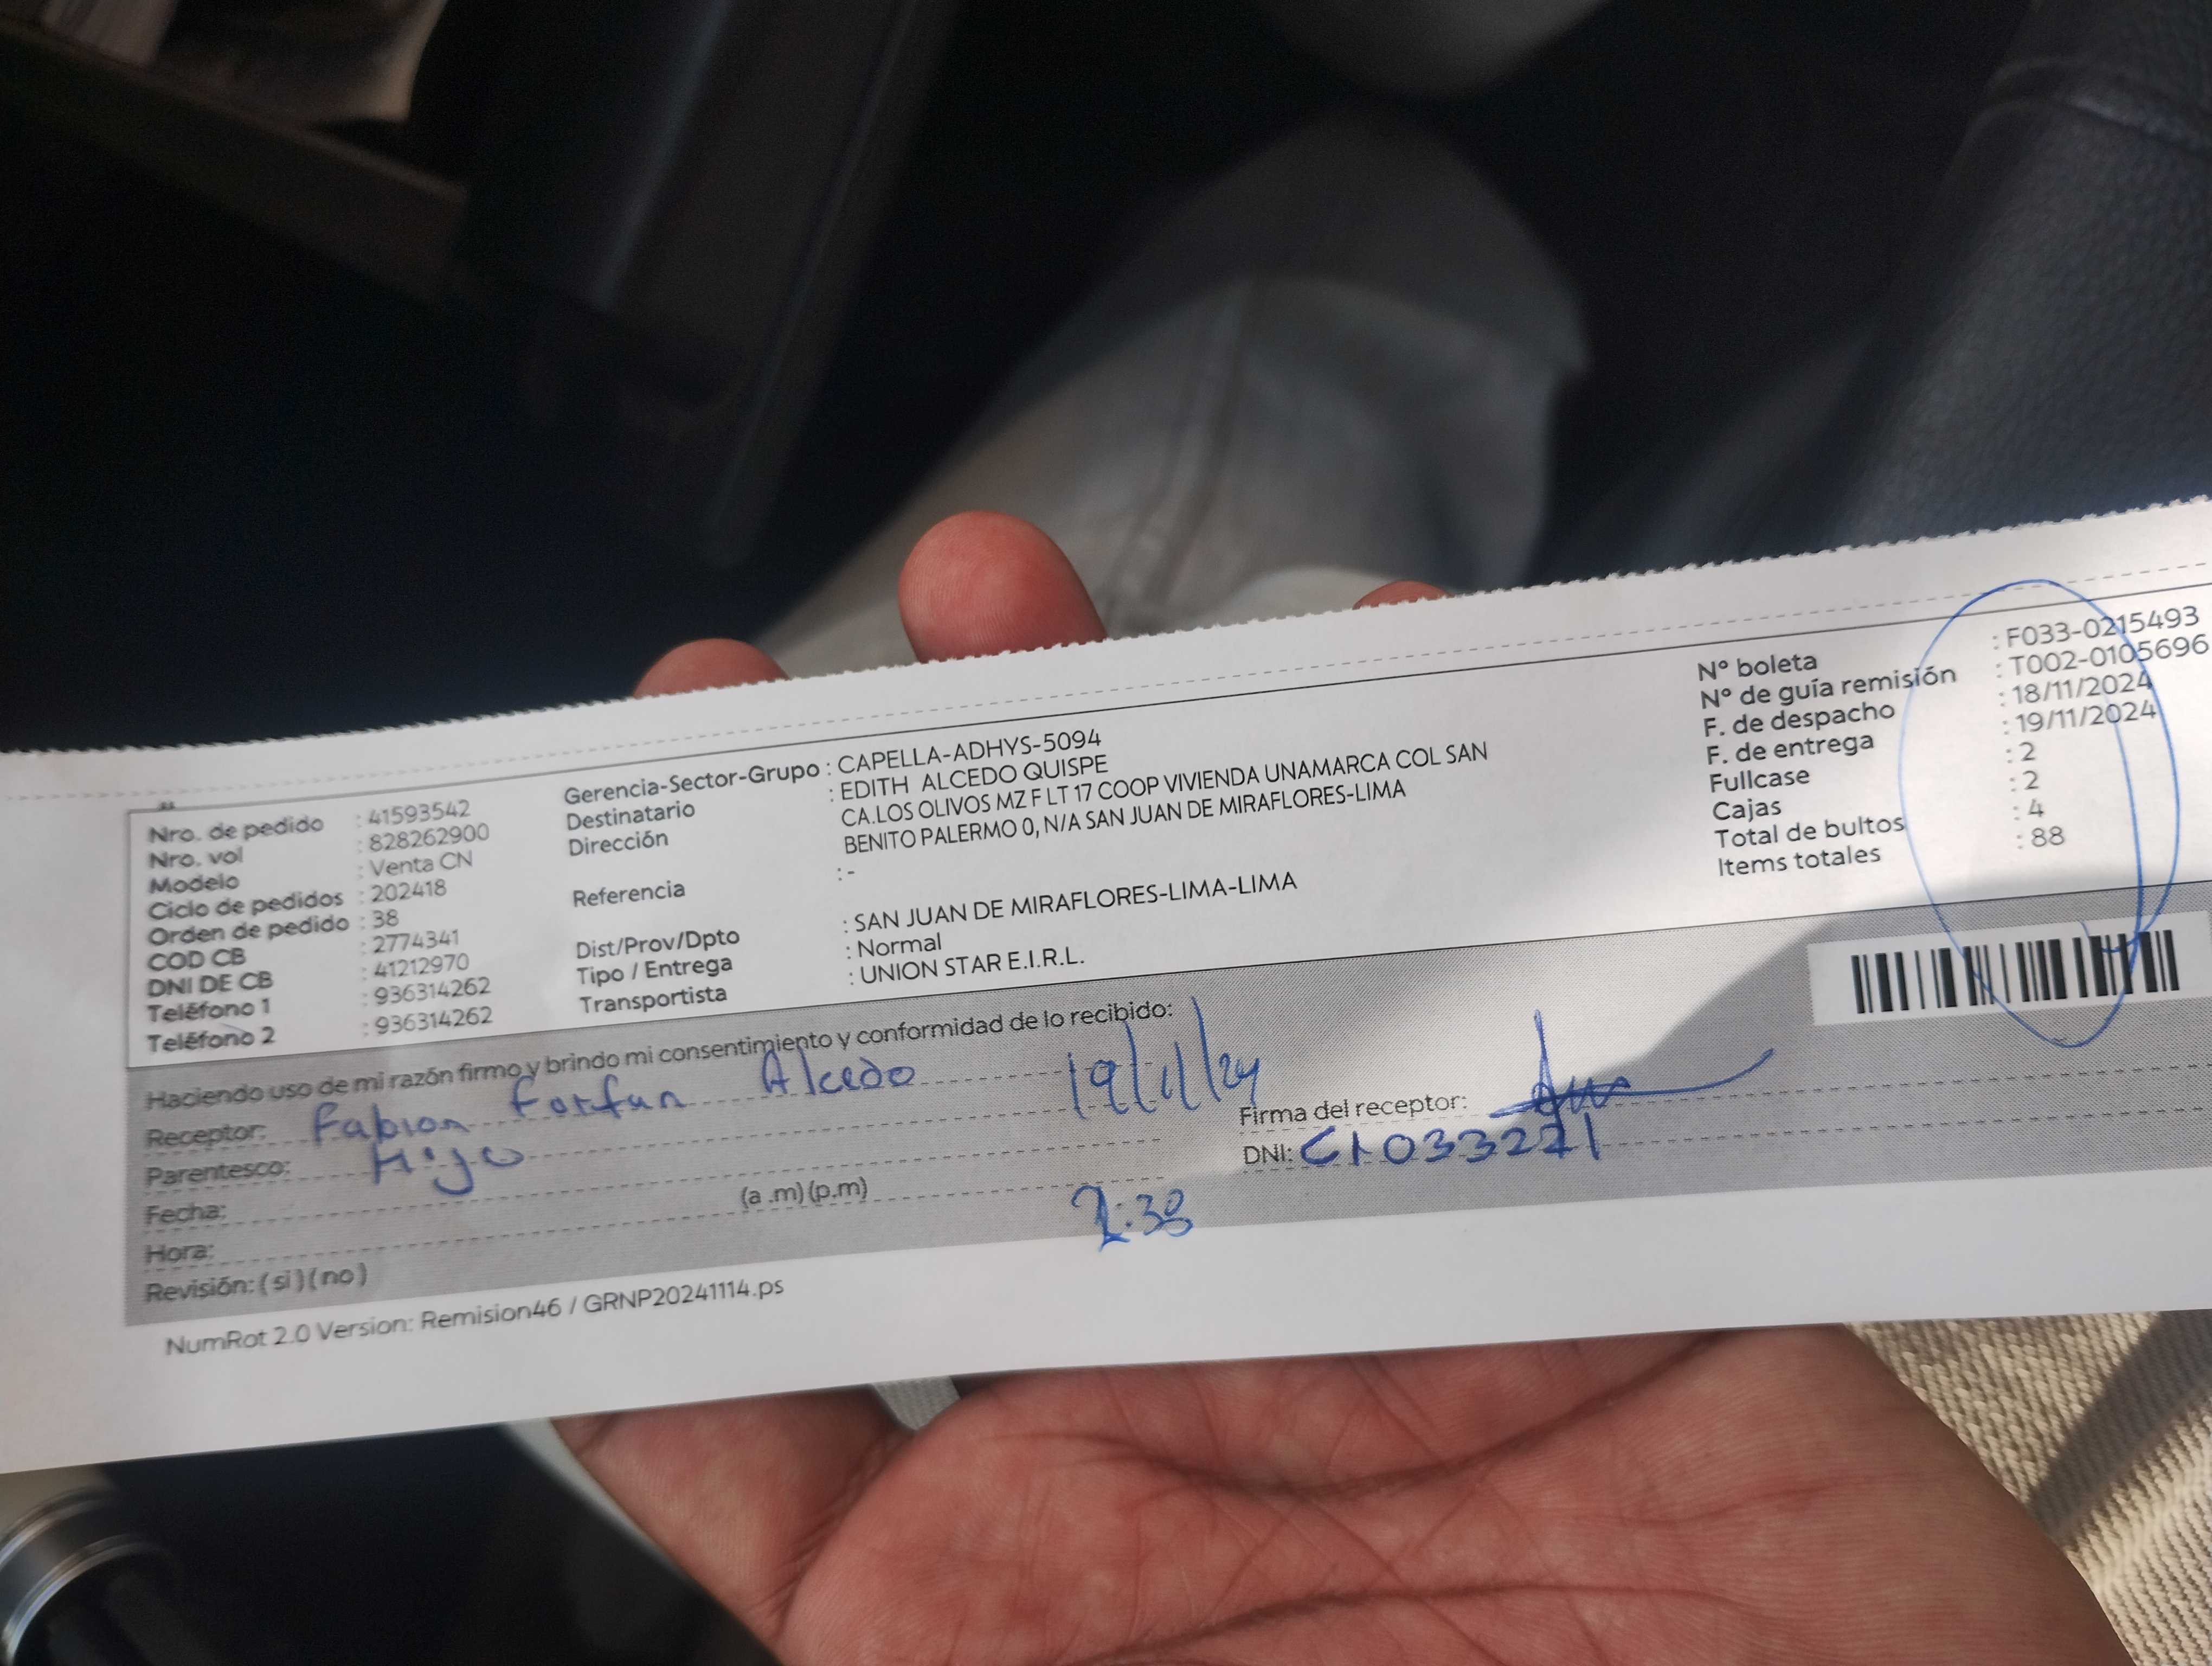 Nro. de pedido : 41593542
Nro. vol : 828262900
Modelo : Venta CN
Ciclo de pedidos : 202418
Orden de pedido : 38
COD CB : 2774341
DNI DE CB : 41212970
Teléfono 1 : 936314262
Teléfono 2 : 936314262
Gerencia-Sector-Grupo : CAPELLA-ADHYS-5094
Destinatario : EDITH ALCEDO QUISPE
Dirección CA.LOS OLIVOS MZ F LT 17 COOP VIVIENDA UNAMARCA COL SAN
BENITO PALERMO 0, N/A SAN JUAN DE MIRAFLORES-LIMA
Referencia : -
Dist/Prov/Dpto : SAN JUAN DE MIRAFLORES-LIMA-LIMA
Tipo / Entrega : Normal
Transportista : UNION STAR E.I.R.L.
N° boleta : F033-0215493
N° de guía remisión : T002-0105696
F. de despacho : 18/11/2024
F. de entrega : 19/11/2024
Fullcase : 2
Cajas : 2
Total de bultos : 4
Items totales : 88
Haciendo uso de mi razón firmo y brindo mi consentimiento y conformidad de lo recibido:
Receptor: Fabian Farfan Alcedo 19/11/24
Parentesco: Hijo
Fecha:
Hora: (a .m) (p.m) 2:38
Revisión: ( si ) ( no )
Firma del receptor:
DNI: 61033271
NumRot 2.0 Version: Remision46 / GRNP20241114.ps